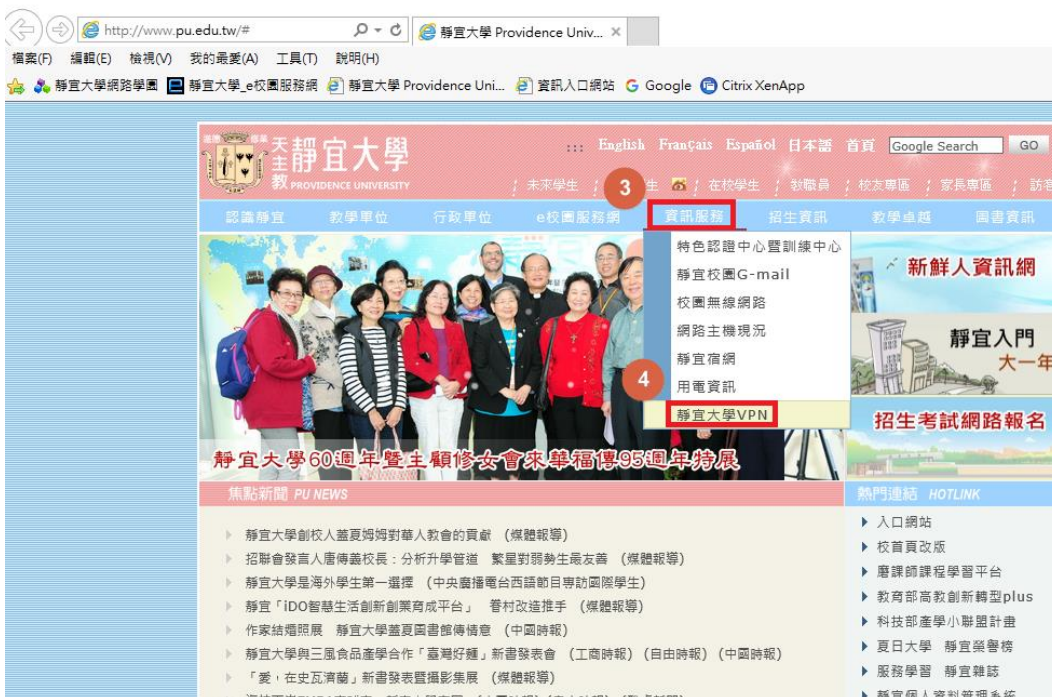 http://www.pu.edu.tw/#
靜宜大學 Providence Univ...
檔案(F) 編輯(E) 檢視(V) 我的最愛(A) 工具(T) 說明(H)
靜宜大學網路學園 靜宜大學_e校園服務網 靜宜大學 Providence Uni... 資訊入口網站 Google Citrix XenApp
天主教 靜宜大學
PROVIDENCE UNIVERSITY
::: English Français Español 日本語 首頁 Google Search GO
未來學生 生 在校學生 教職員 校友專區 家長專區 訪客
3
認識靜宜 教學單位 行政單位 e校園服務網 資訊服務 招生資訊 教學卓越 圖書資訊
特色認證中心暨訓練中心
靜宜校園G-mail
校園無線網路
網路主機現況
靜宜宿網
用電資訊
4
靜宜大學VPN
新鮮人資訊網
靜宜入門
大一年
招生考試網路報名
靜宜大學60週年暨主顧修女會來華福傳95週年特展
焦點新聞 PU NEWS
靜宜大學創校人蓋夏姆姆對華人教會的貢獻 (媒體報導)
招聯會發言人唐傳義校長：分析升學管道 繁星對弱勢生最友善 (媒體報導)
靜宜大學是海外學生第一選擇 (中央廣播電台西語節目專訪國際學生)
靜宜「iDO智慧生活創新創業育成平台」 眷村改造推手 (媒體報導)
作家結婚照展 靜宜大學蓋夏圖書館傳情意 (中國時報)
靜宜大學與三風食品產學合作「臺灣好麵」新書發表會 (工商時報) (自由時報) (中國時報)
「愛，在史瓦濟蘭」新書發表暨攝影集展 (媒體報導)
熱門連結 HOTLINK
入口網站
校首頁改版
磨課師課程學習平台
教育部高教創新轉型plus
科技部產學小聯盟計畫
夏日大學 靜宜榮譽榜
服務學習 靜宜雜誌
靜宜個人資料管理系統